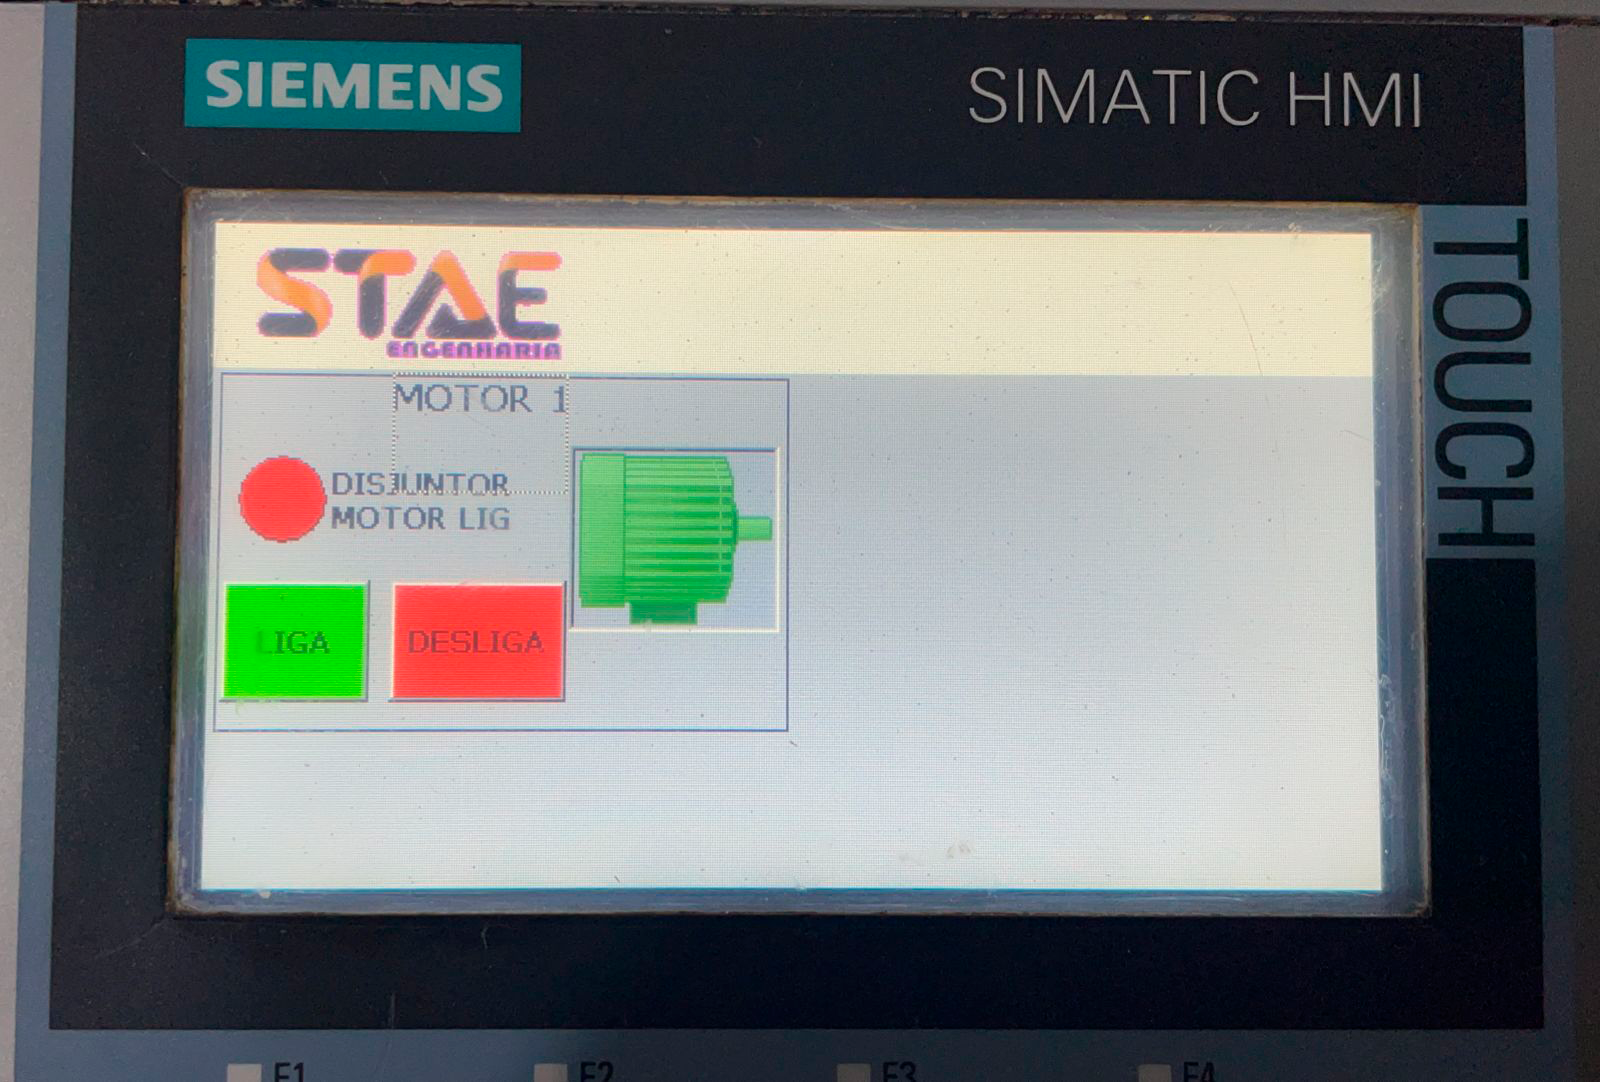 SIEMENS
SIMATIC HMI
TOUCH
STAE
ENGENHARIA
MOTOR 1
DISJUNTOR
MOTOR LIG
LIGA
DESLIGA
F1
F2
F3
F4